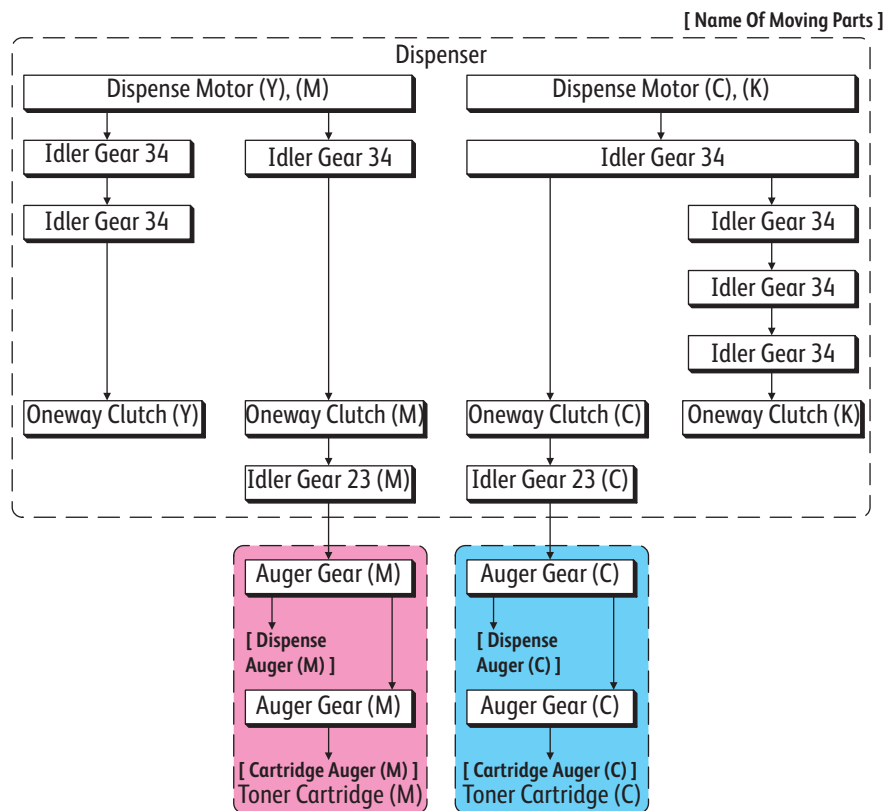 [ Name Of Moving Parts ]
Dispenser
Dispense Motor (Y), (M)
Dispense Motor (C), (K)
Idler Gear 34
Idler Gear 34
Idler Gear 34
Idler Gear 34
Idler Gear 34
Idler Gear 34
Idler Gear 34
Oneway Clutch (Y)
Oneway Clutch (M)
Oneway Clutch (C)
Oneway Clutch (K)
Idler Gear 23 (M)
Idler Gear 23 (C)
Auger Gear (M)
Auger Gear (C)
[ Dispense
Auger (M) ]
[ Dispense
Auger (C) ]
Auger Gear (M)
Auger Gear (C)
[ Cartridge Auger (M) ]
[ Cartridge Auger (C) ]
Toner Cartridge (M)
Toner Cartridge (C)